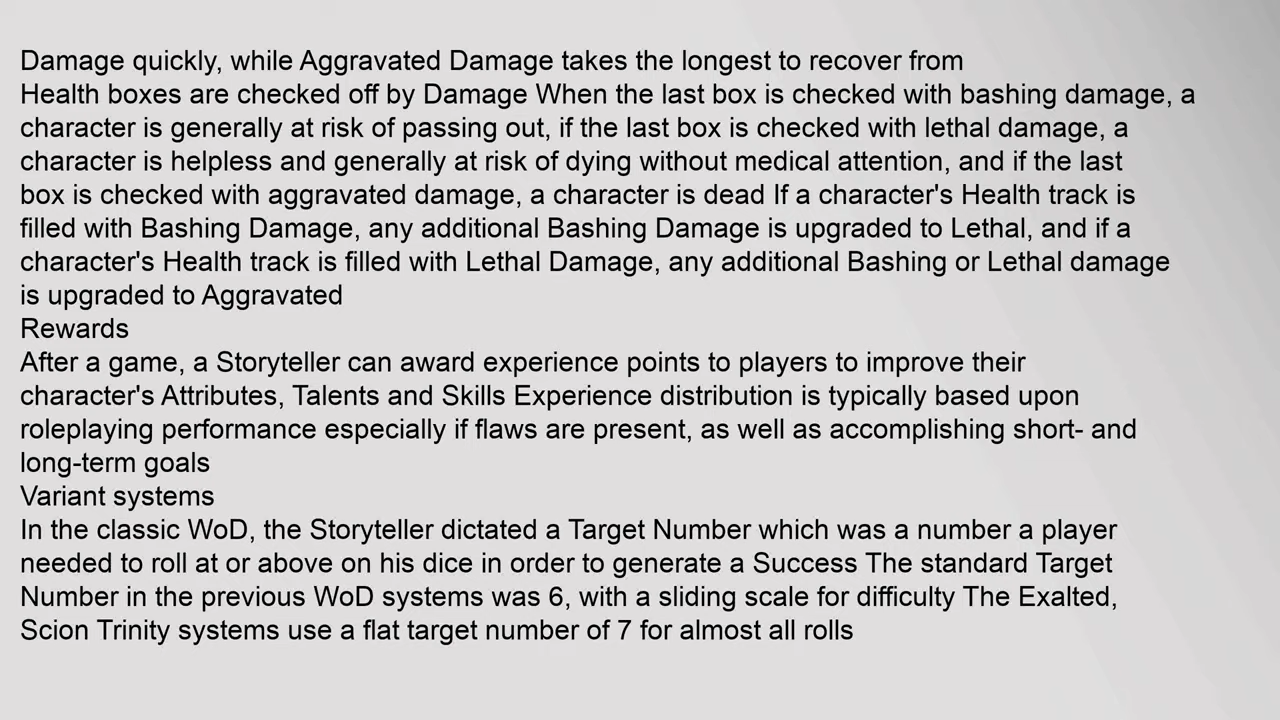 Damage quickly, while Aggravated Damage takes the longest to recover from
Health boxes are checked off by Damage When the last box is checked with bashing damage, a
character is generally at risk of passing out, if the last box is checked with lethal damage, a
character is helpless and generally at risk of dying without medical attention, and if the last
box is checked with aggravated damage, a character is dead If a character's Health track is
filled with Bashing Damage, any additional Bashing Damage is upgraded to Lethal, and if a
character's Health track is filled with Lethal Damage, any additional Bashing or Lethal damage
is upgraded to Aggravated
Rewards
After a game, a Storyteller can award experience points to players to improve their
character's Attributes, Talents and Skills Experience distribution is typically based upon
roleplaying performance especially if flaws are present, as well as accomplishing short- and
long-term goals
Variant systems
In the classic WoD, the Storyteller dictated a Target Number which was a number a player
needed to roll at or above on his dice in order to generate a Success The standard Target
Number in the previous WoD systems was 6, with a sliding scale for difficulty The Exalted,
Scion Trinity systems use a flat target number of 7 for almost all rolls